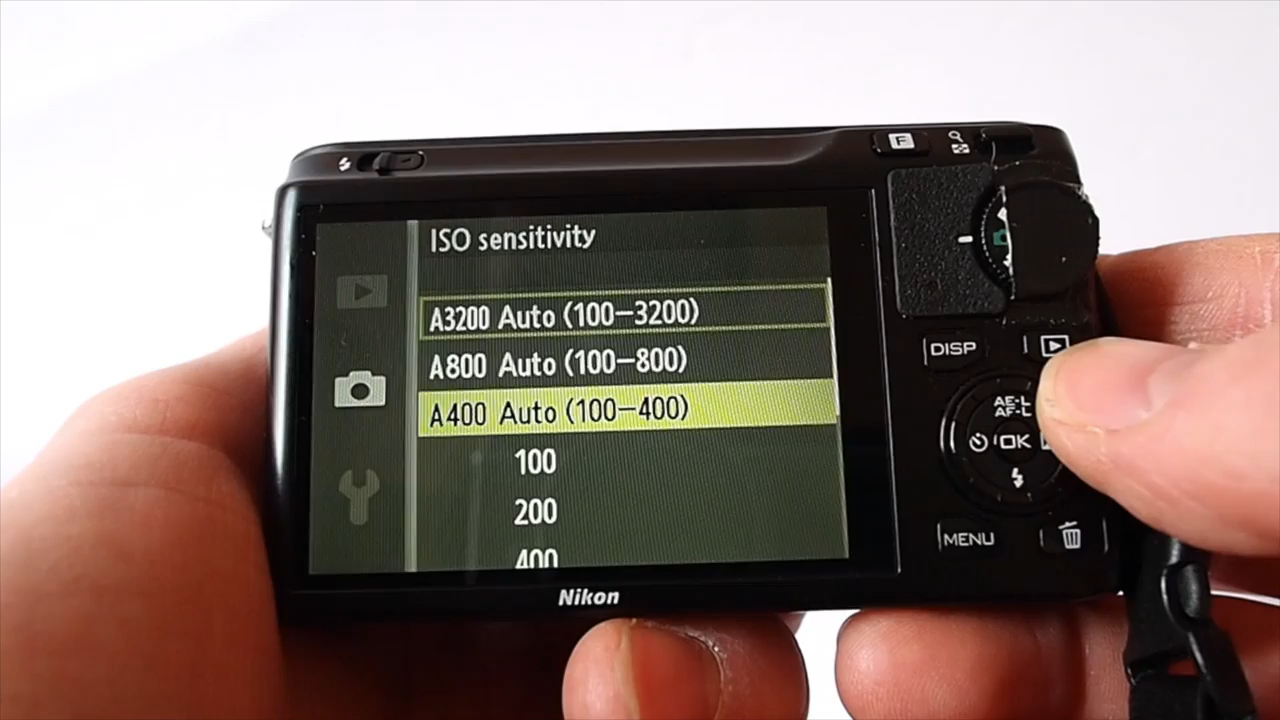 F
ISO sensitivity
A3200 Auto (100-3200)
A800 Auto (100-800)
A400 Auto (100-400)
100
200
400
DISP
AE-L
AF-L
OK
MENU
Nikon